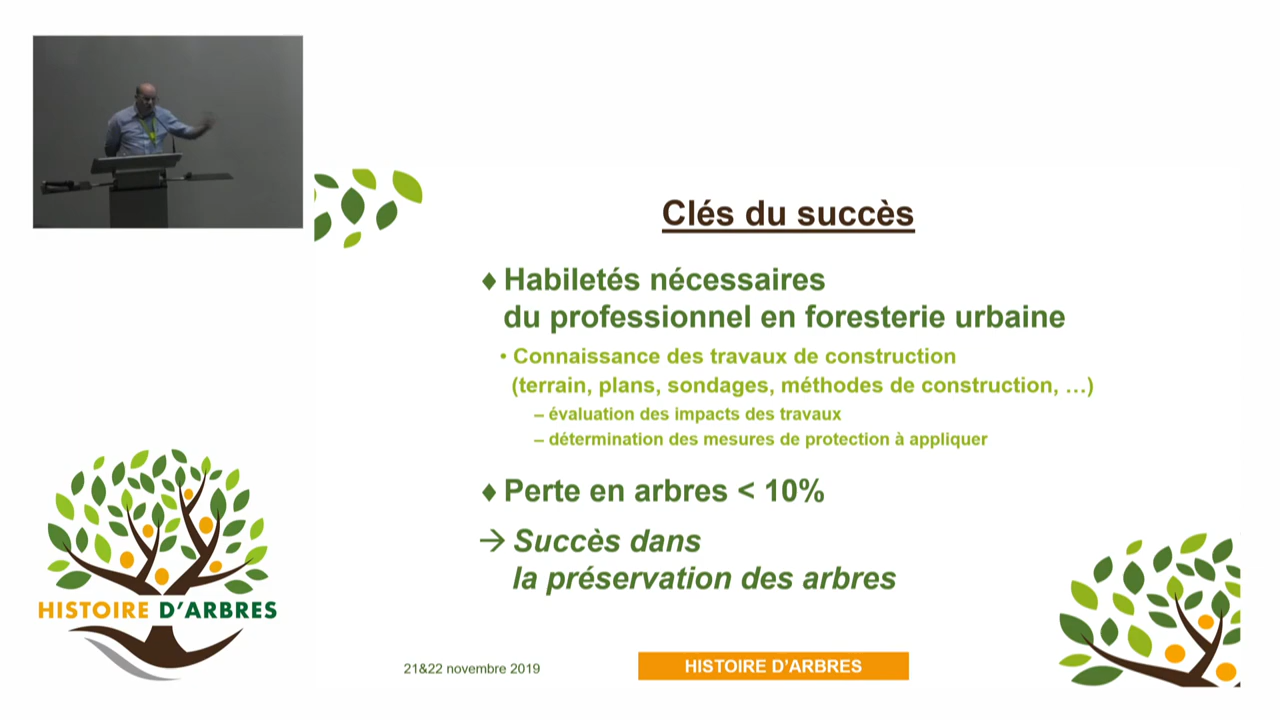 Clés du succès
♦ Habiletés nécessaires
du professionnel en foresterie urbaine
• Connaissance des travaux de construction
(terrain, plans, sondages, méthodes de construction, …)
– évaluation des impacts des travaux
– détermination des mesures de protection à appliquer
♦ Perte en arbres < 10%
→ Succès dans
la préservation des arbres
HISTOIRE D'ARBRES
21&22 novembre 2019
HISTOIRE D'ARBRES